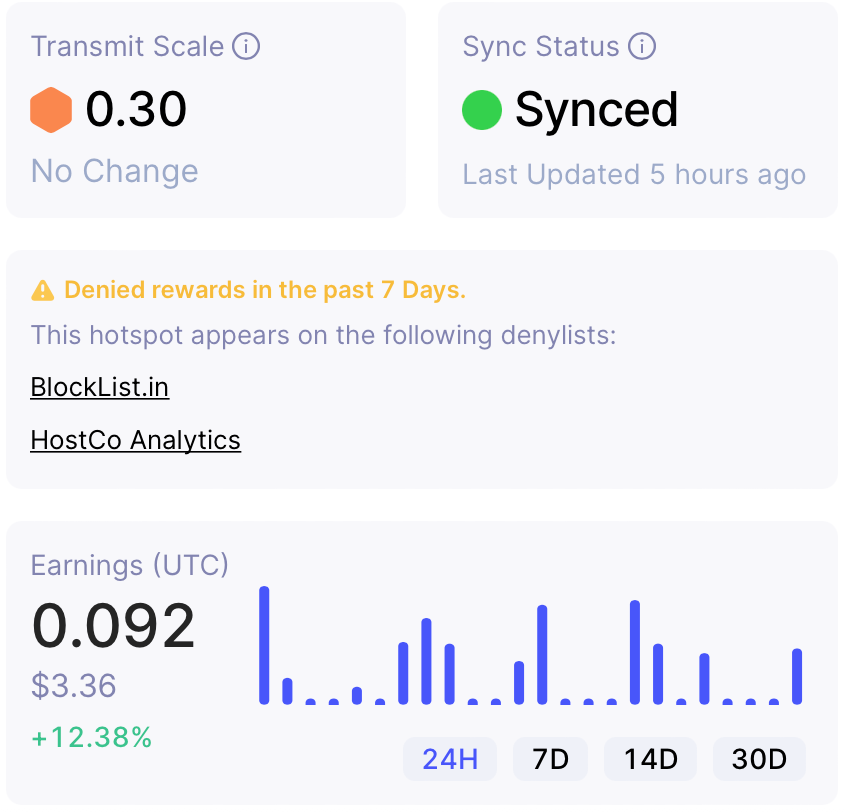 Transmit Scale
0.30
No Change
Sync Status
Synced
Last Updated 5 hours ago
Denied rewards in the past 7 Days.
This hotspot appears on the following denylists:
BlockList.in
HostCo Analytics
Earnings (UTC)
0.092
$3.36
+12.38%
24H 7D 14D 30D